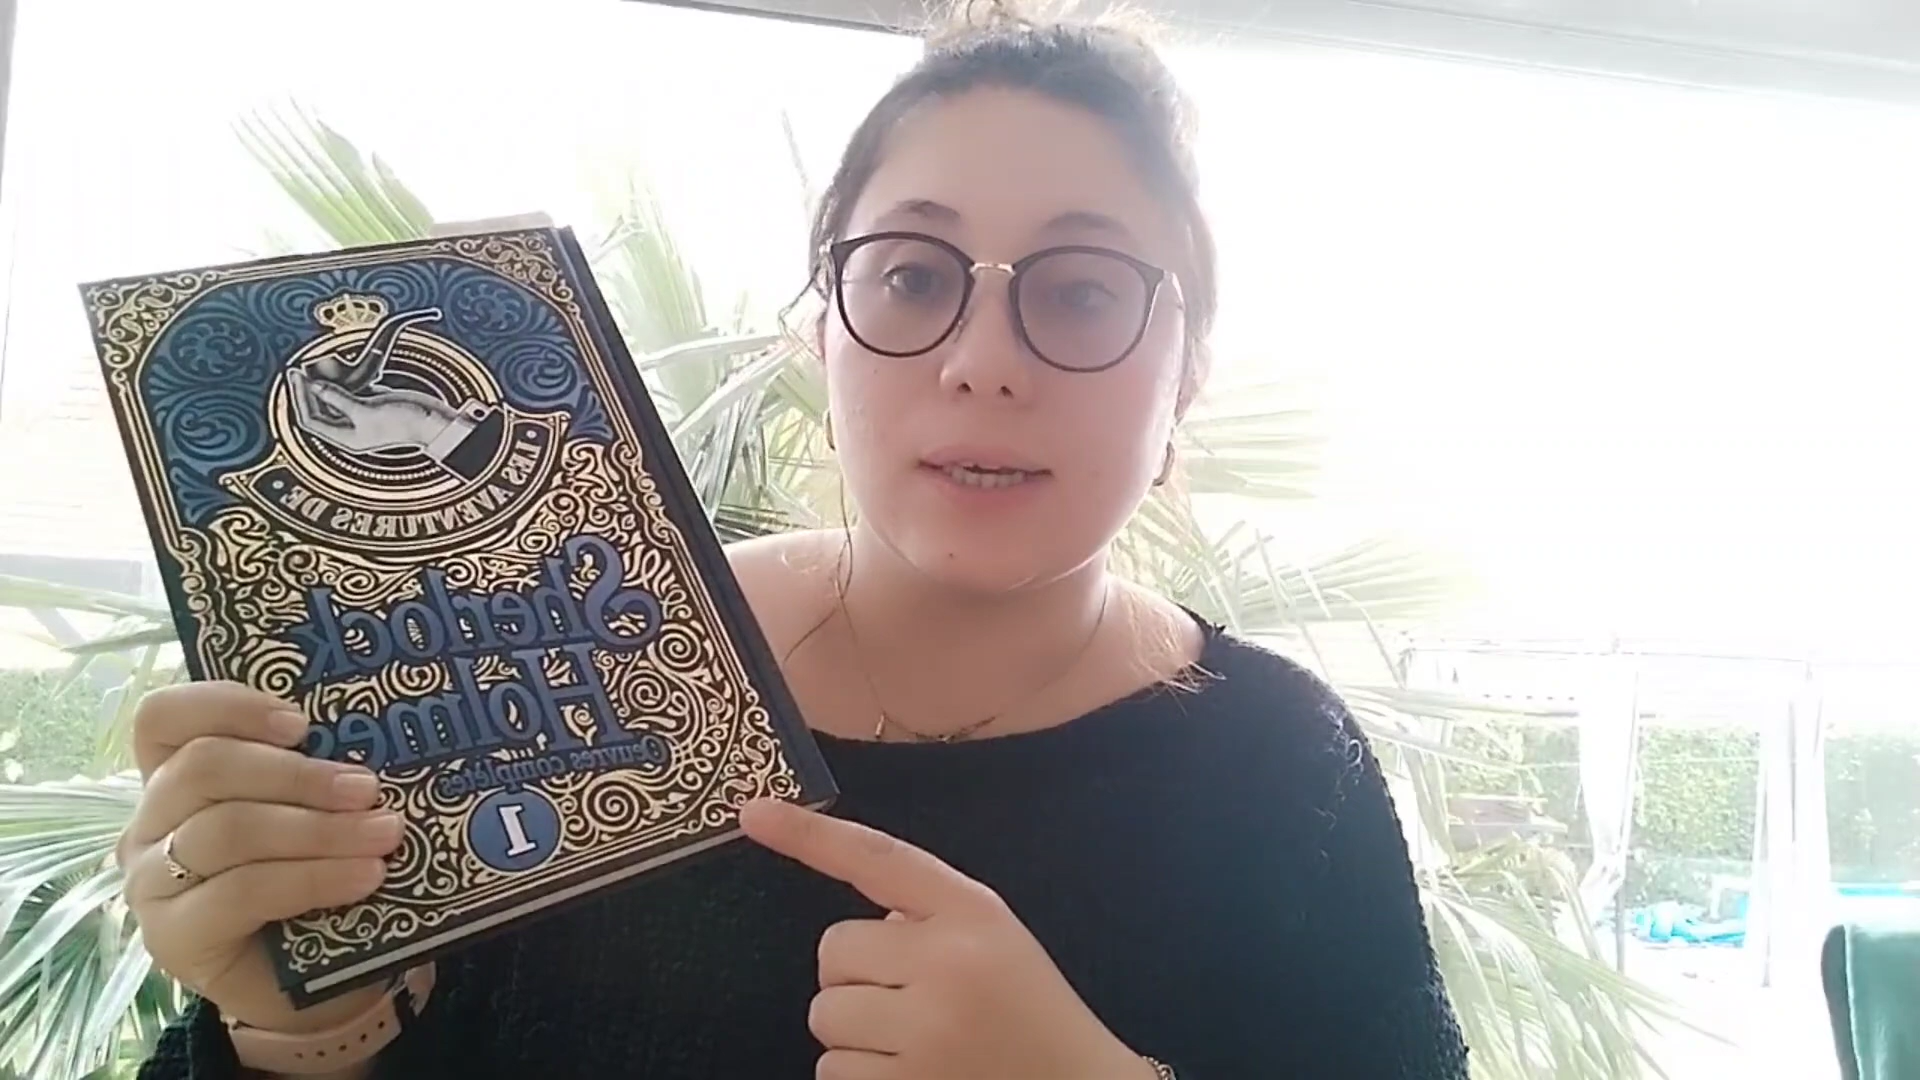 • LES AVENTURES DE •
Sherlock
Holmes
Œuvres complètes
1